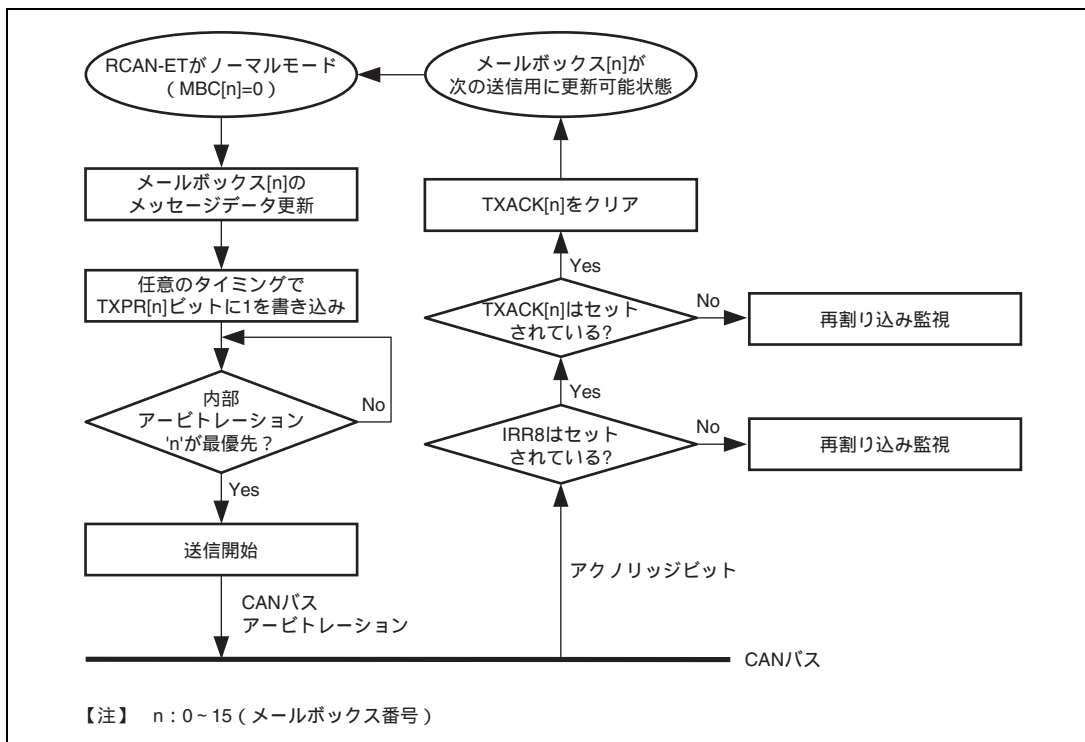 RCAN-ETがノーマルモード
(MBC[n]=0)
メールボックス[n]の
メッセージデータ更新
任意のタイミングで
TXPR[n]ビットに1を書き込み
内部
アービトレーション
'n'が最優先?
No
Yes
送信開始
CANバス
アービトレーション
メールボックス[n]が
次の送信用に更新可能状態
TXACK[n]をクリア
Yes
TXACK[n]はセット
されている?
No
再割り込み監視
Yes
IRR8はセット
されている?
No
再割り込み監視
アクノリッジビット
CANバス
【注】 n:0~15(メールボックス番号)